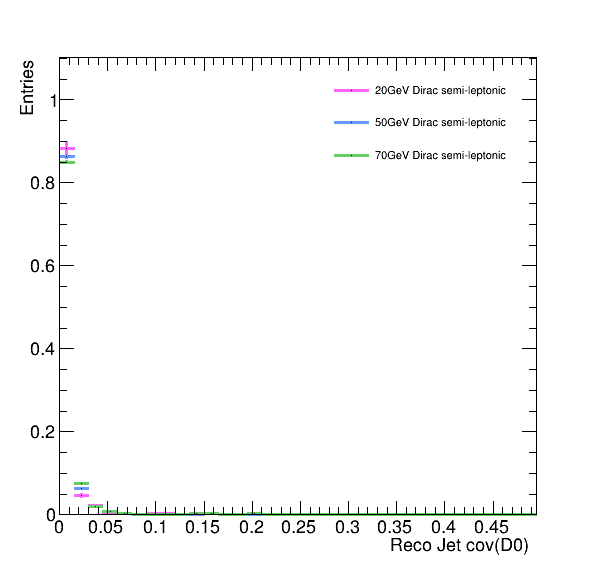 Entries
1
0.8
0.6
0.4
0.2
0
20GeV Dirac semi-leptonic
50GeV Dirac semi-leptonic
70GeV Dirac semi-leptonic
0 0.05 0.1 0.15 0.2 0.25 0.3 0.35 0.4 0.45
Reco Jet cov(D0)